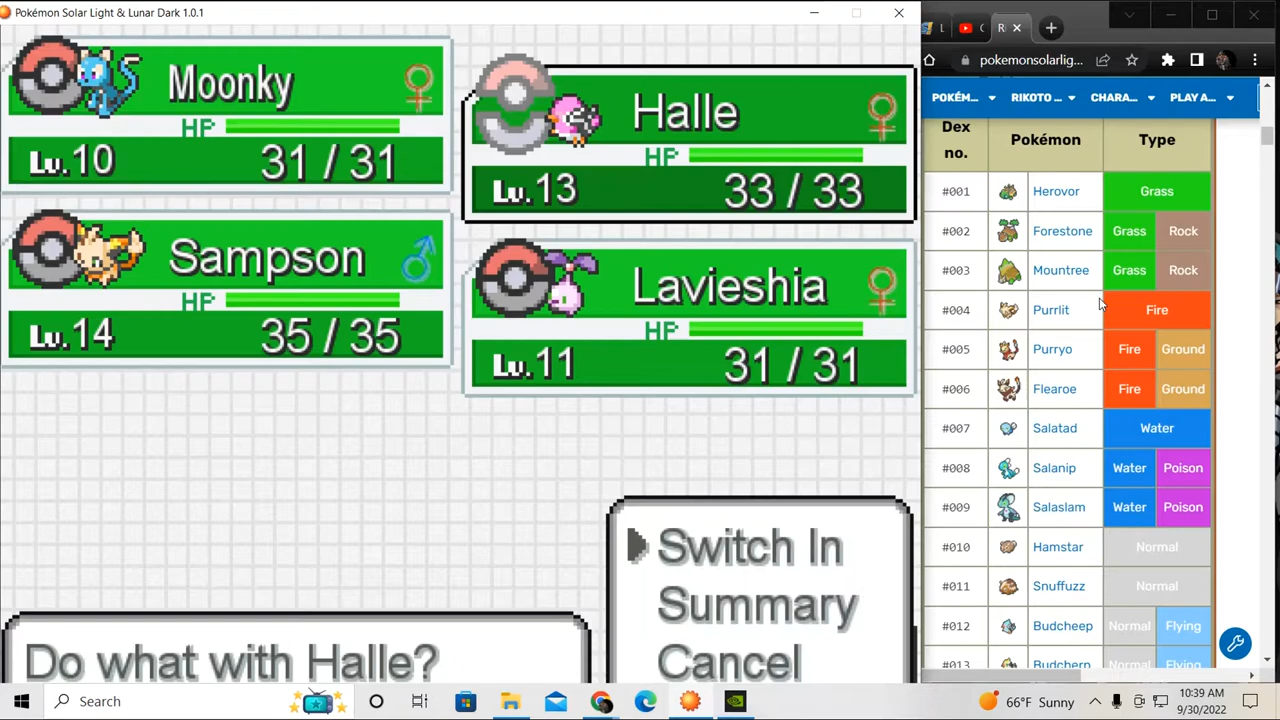 Pokémon Solar Light & Lunar Dark 1.0.1
Moonky ♀
HP
Lv.10 31 / 31
Halle ♀
HP
Lv.13 33 / 33
Sampson ♂
HP
Lv.14 35 / 35
Lavieshia ♀
HP
Lv.11 31 / 31
Switch In
Summary
Cancel
Do what with Halle?
pokemonsollig...
POKÉM...
RIKOTO ...
CHARA...
PLAY A...
Dex no. Pokémon Type
#001 Herovor Grass
#002 Forestone Grass Rock
#003 Mountree Grass Rock
#004 Purrlit Fire
#005 Purryo Fire Ground
#006 Flearoe Fire Ground
#007 Salatad Water
#008 Salanip Water Poison
#009 Salaslam Water Poison
#010 Hamstar Normal
#011 Snuffuzz Normal
#012 Budcheep Normal Flying
#013 Budchern Normal Flying
Search
66°F Sunny
10:39 AM
9/30/2022